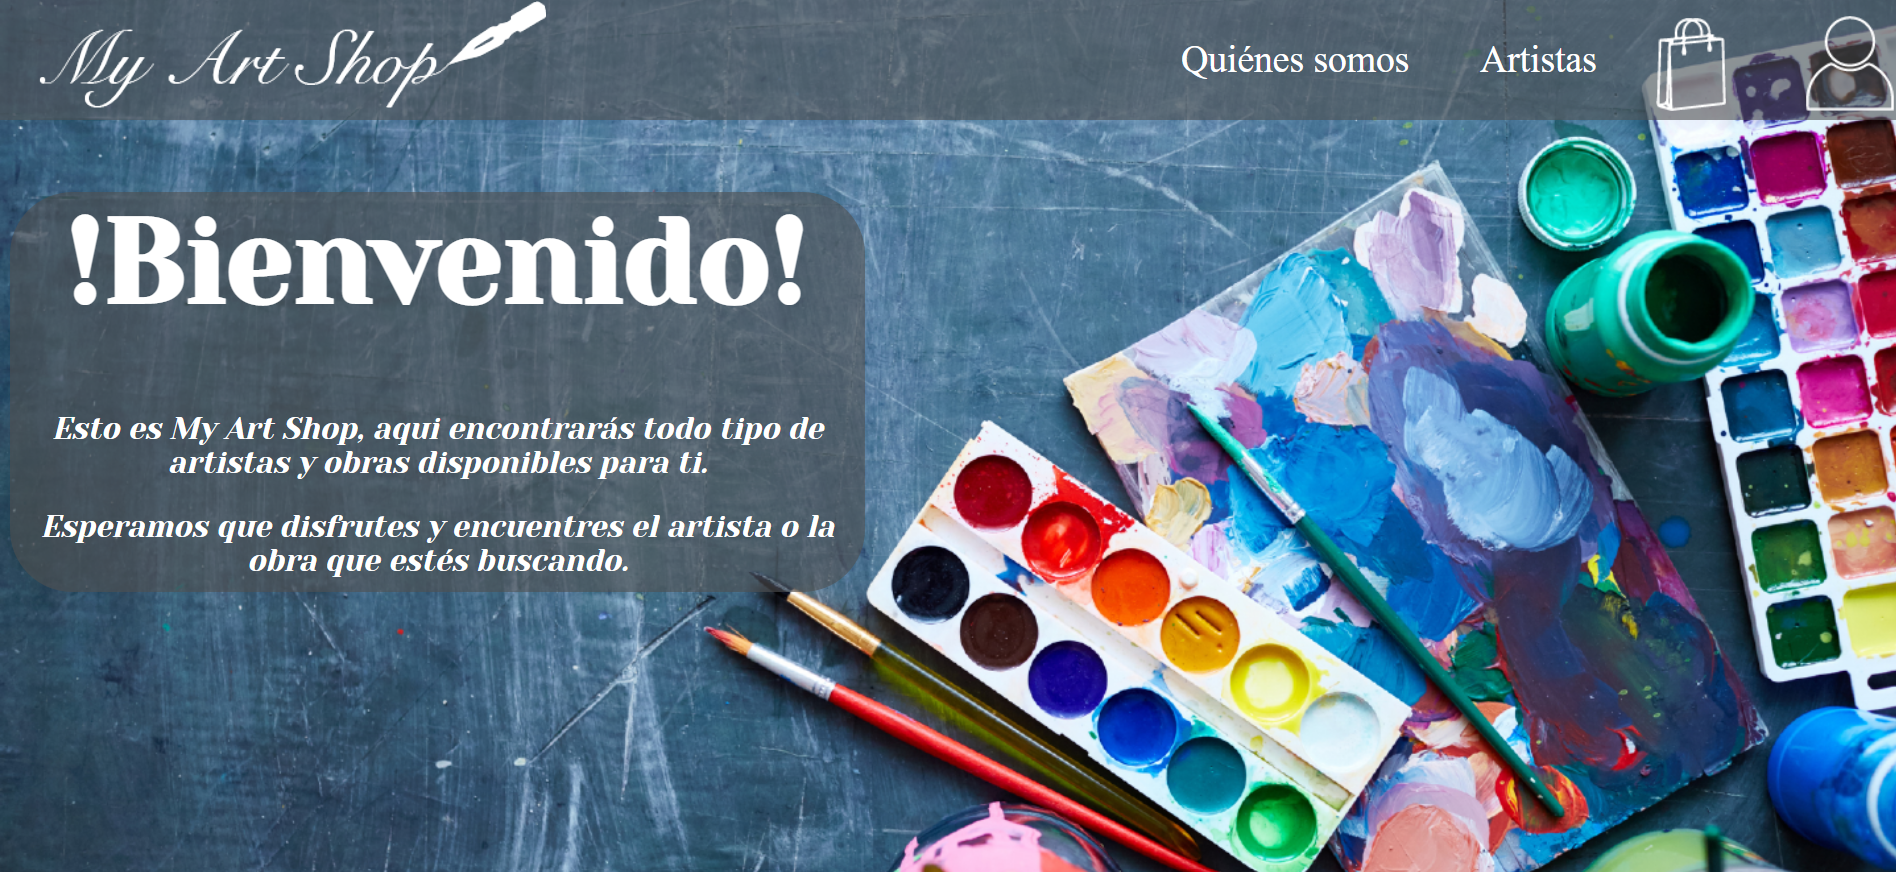 My Art Shop
Quiénes somos
Artistas
!Bienvenido!
Esto es My Art Shop, aqui encontrarás todo tipo de
artistas y obras disponibles para ti.
Esperamos que disfrutes y encuentres el artista o la
obra que estés buscando.